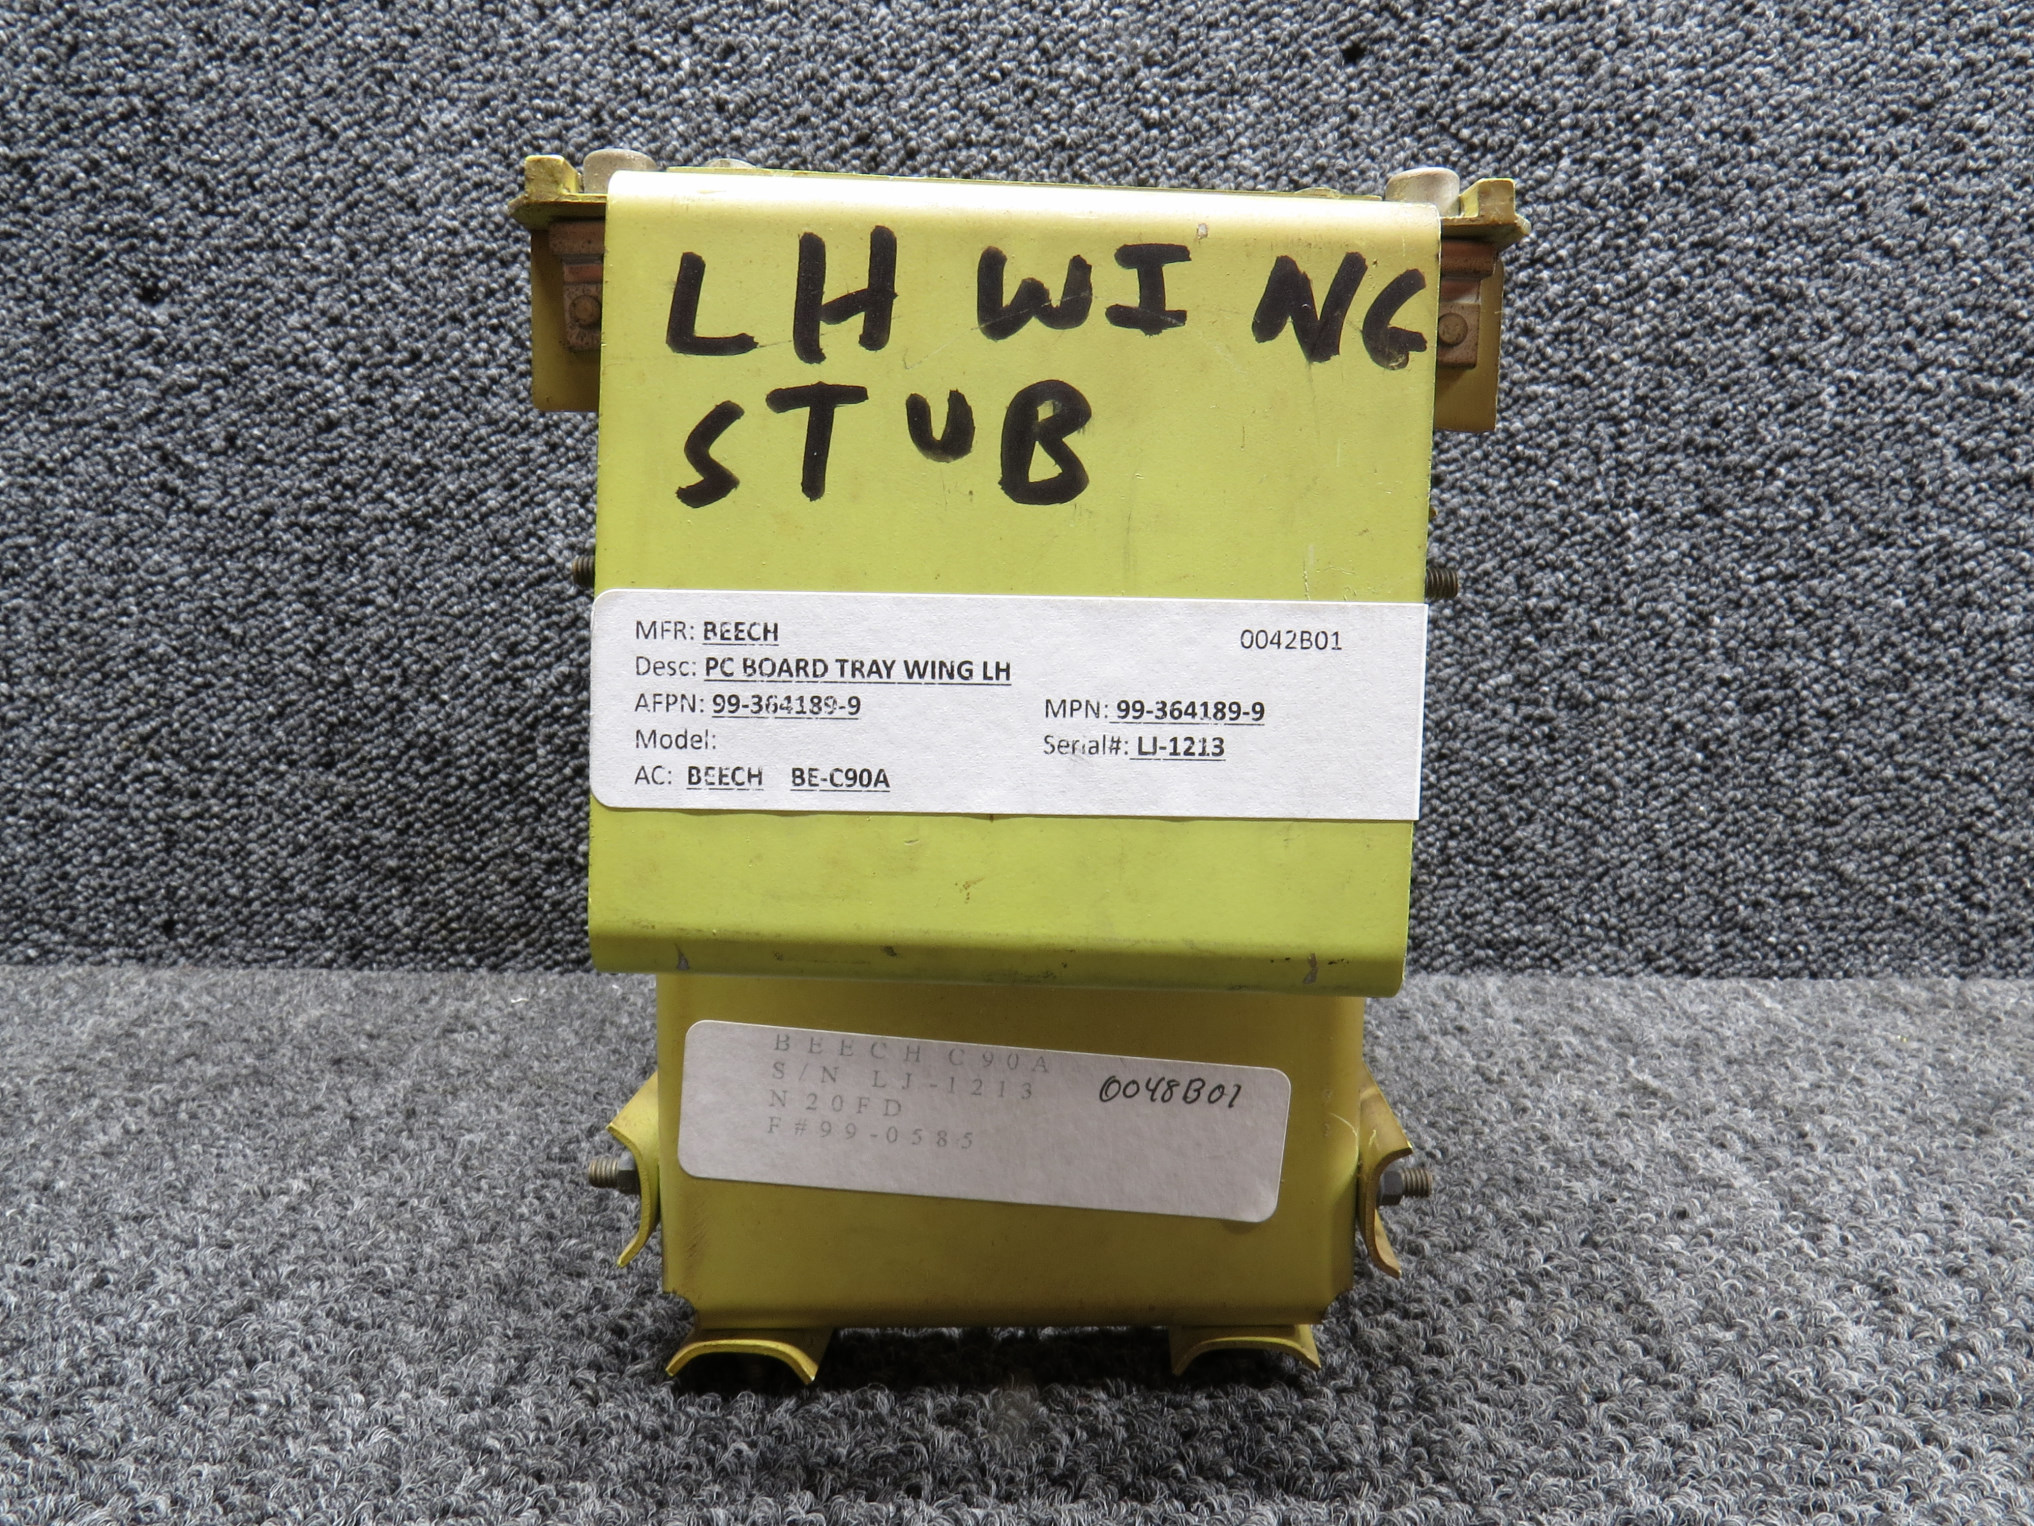 LH WING
STUB
MFR: BEECH 0042B01
Desc: PC BOARD TRAY WING LH
AFPN: 99-364189-9 MPN: 99-364189-9
Model: Serial#: LJ-1213
AC: BEECH BE-C90A
BEECH C90A
S/N LJ-1213 0048B01
N20FD
F#99-0585